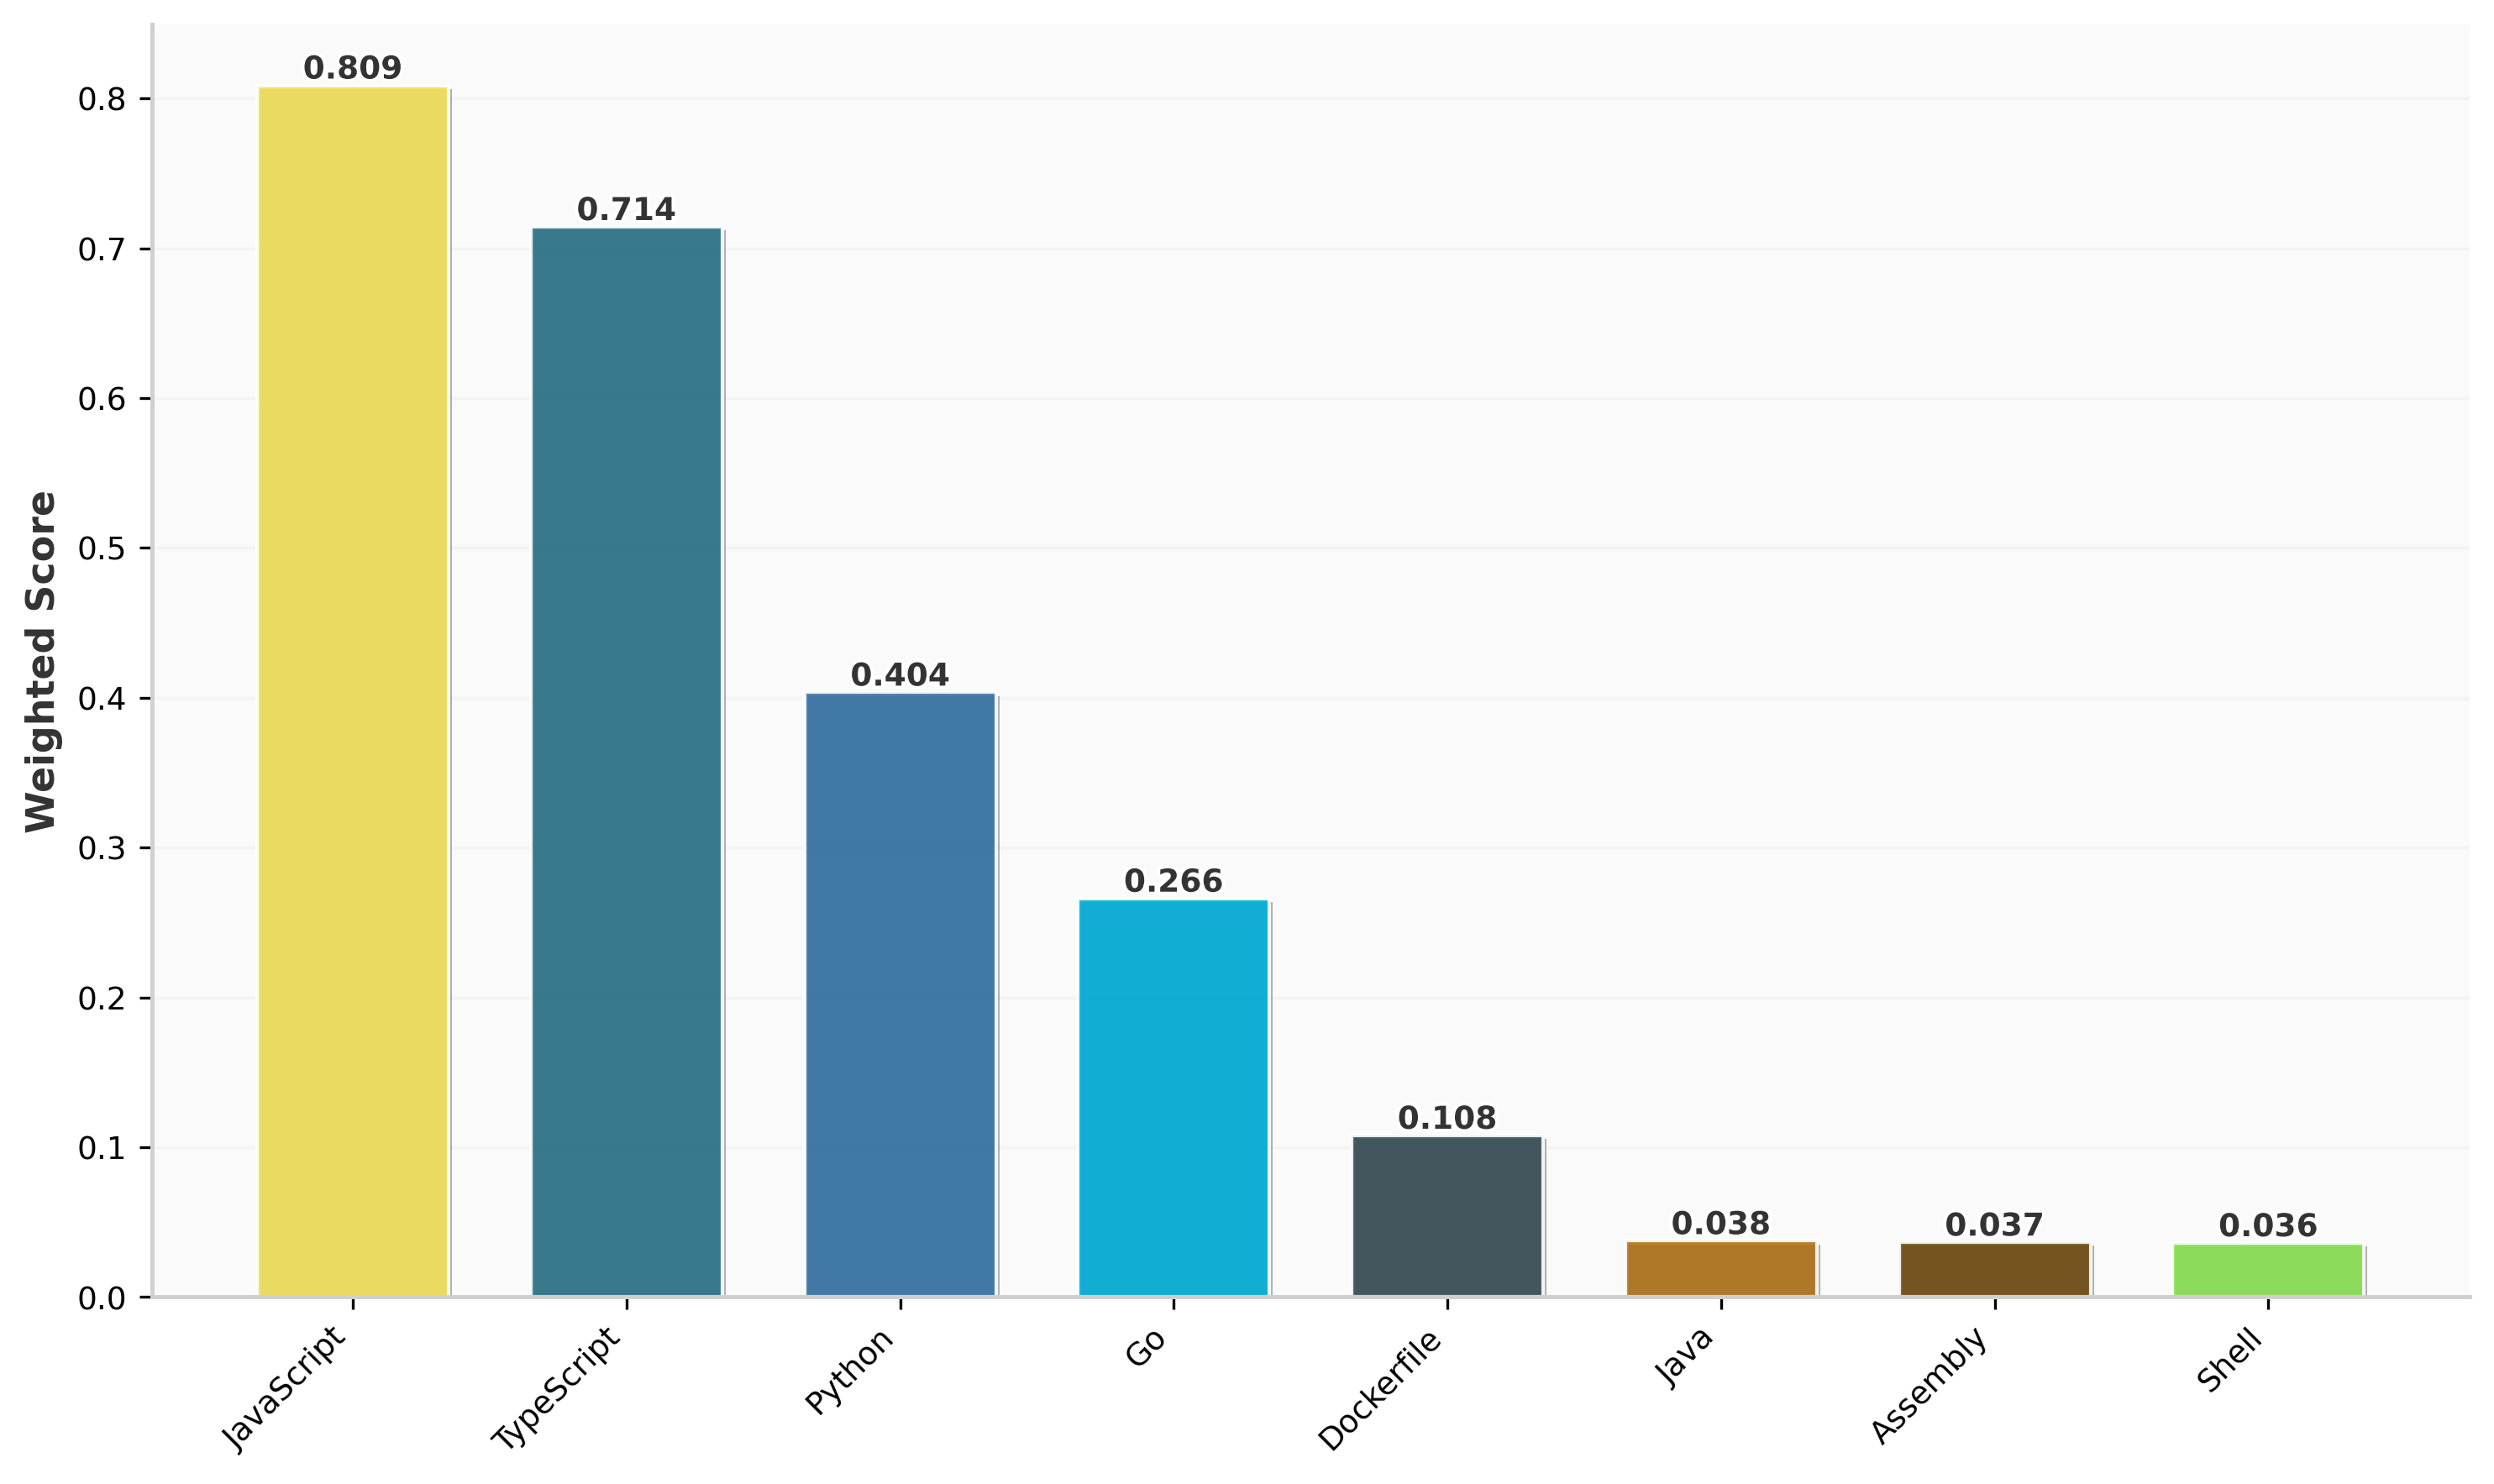 Weighted Score
0.8
0.7
0.6
0.5
0.4
0.3
0.2
0.1
0.0
0.809
0.714
0.404
0.266
0.108
0.038
0.037
0.036
JavaScript
TypeScript
Python
Go
Dockerfile
Java
Assembly
Shell